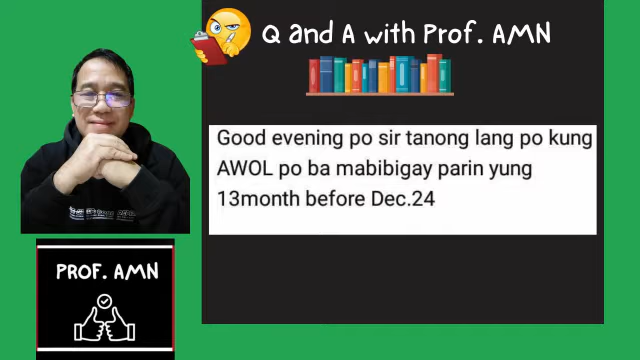 Q and A with Prof. AMN
Good evening po sir tanong lang po kung
AWOL po ba mabibigay parin yung
13month before Dec.24
PROF. AMN